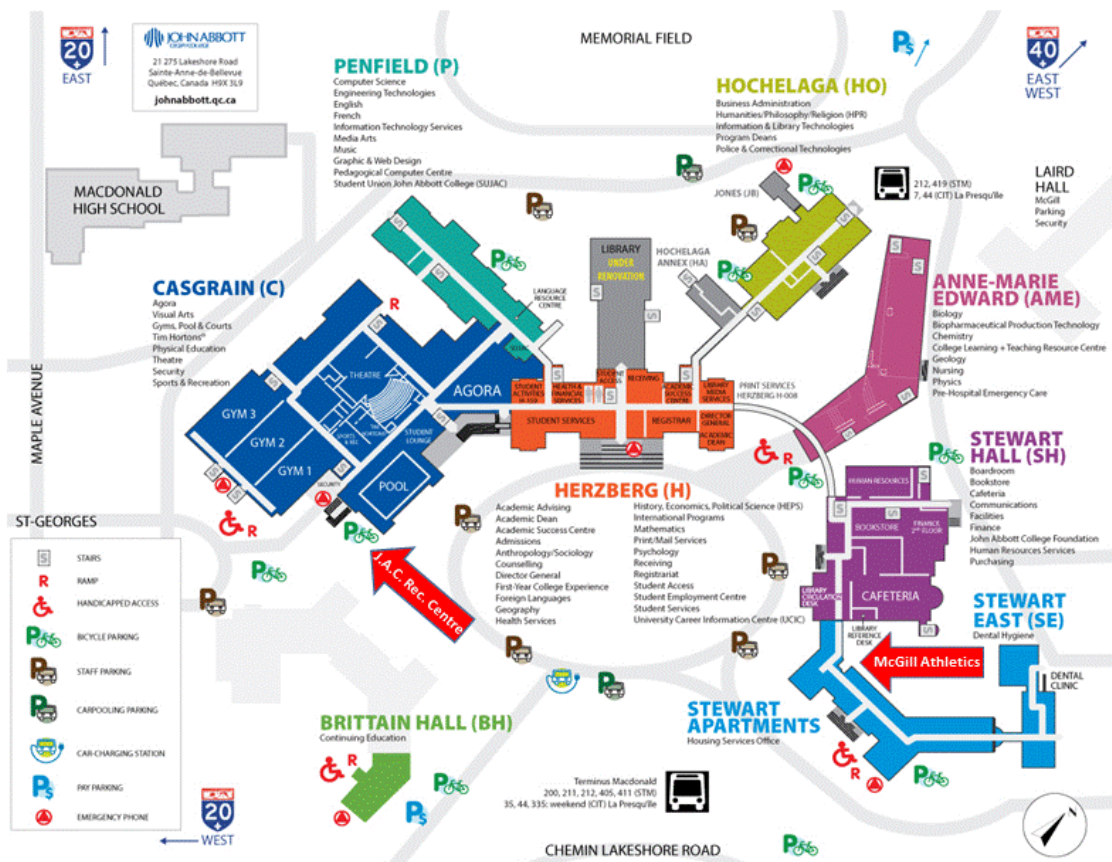 20
EAST
JOHN ABBOTT
CEGEP/COLLEGE
21 275 Lakeshore Road
Sainte-Anne-de-Bellevue
Québec, Canada H9X 3L9
johnabbott.qc.ca
MEMORIAL FIELD
40
EAST
WEST
PENFIELD (P)
Computer Science
Engineering Technologies
English
French
Information Technology Services
Media Arts
Music
Graphic & Web Design
Pedagogical Computer Centre
Student Union John Abbott College (SUJAC)
HOCHELAGA (HO)
Business Administration
Humanities/Philosophy/Religion (HPR)
Information & Library Technologies
Program Deans
Police & Correctional Technologies
212, 419 (STM)
7, 44 (CIT) La Presqu'Ile
LAIRD
HALL
McGill
Parking
Security
MACDONALD
HIGH SCHOOL
JONES (JB)
HOCHELAGA
ANNEX (HA)
LIBRARY
UNDER
RENOVATION
LANGUAGE
RESOURCE
CENTRE
CASGRAIN (C)
Agora
Visual Arts
Gyms, Pool & Courts
Tim Hortons®
Physical Education
Theatre
Security
Sports & Recreation
ANNE-MARIE
EDWARD (AME)
Biology
Biopharmaceutical Production Technology
Chemistry
College Learning + Teaching Resource Centre
Geology
Nursing
Physics
Pre-Hospital Emergency Care
MAPLE AVENUE
R
THEATRE
AGORA
SUJAC
GYM 3
GYM 2
GYM 1
SPORTS
& REC
TIM
HORTONS
STUDENT
LOUNGE
POOL
SECURITY
R
STUDENT
ACTIVITIES
H-159
HEALTH &
FINANCIAL
SERVICES
STUDENT
ACCESS
RECEIVING
ACADEMIC
SUCCESS
CENTRE
LIBRARY
MEDIA
SERVICES
PRINT SERVICES
HERZBERG H-008
STUDENT SERVICES
REGISTRAR
DIRECTOR
GENERAL
ACADEMIC
DEAN
R
HERZBERG (H)
Academic Advising
Academic Dean
Academic Success Centre
Admissions
Anthropology/Sociology
Counselling
Director General
First-Year College Experience
Foreign Languages
Geography
Health Services
History, Economics, Political Science (HEPS)
International Programs
Mathematics
Print/Mail Services
Psychology
Receiving
Registrariat
Student Access
Student Employment Centre
Student Services
University Career Information Centre (UCIC)
STEWART
HALL (SH)
Boardroom
Bookstore
Cafeteria
Communications
Facilities
Finance
John Abbott College Foundation
Human Resources Services
Purchasing
HUMAN RESOURCES
BOOKSTORE
FINANCE
2ND FLOOR
LIBRARY
CIRCULATION
DESK
CAFETERIA
LIBRARY
REFERENCE
DESK
STEWART
EAST (SE)
Dental Hygiene
DENTAL
CLINIC
J.A.C. Rec. Centre
McGill Athletics
STEWART
APARTMENTS
Housing Services Office
R
ST-GEORGES
S STAIRS
R RAMP
HANDICAPPED ACCESS
P BICYCLE PARKING
P STAFF PARKING
P CARPOOLING PARKING
CAR-CHARGING STATION
P$ PAY PARKING
EMERGENCY PHONE
20
WEST
BRITTAIN HALL (BH)
Continuing Education
R
P$
Terminus Macdonald
200, 211, 212, 405, 411 (STM)
35, 44, 335: weekend (CIT) La Presqu'Ile
CHEMIN LAKESHORE ROAD